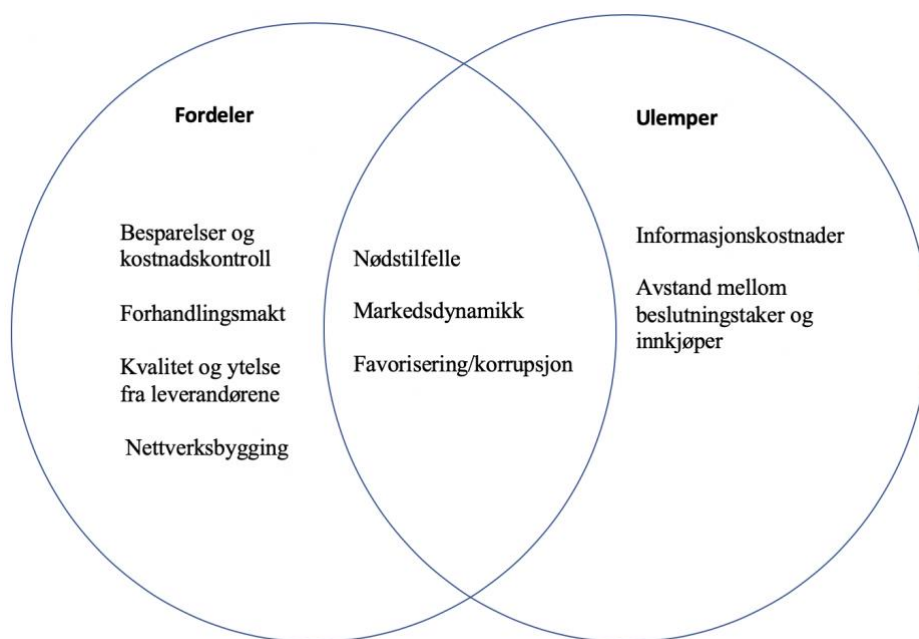 Fordeler
Besparelser og
kostnadskontroll
Forhandlingsmakt
Kvalitet og ytelse
fra leverandørene
Nettverksbygging
Nødstilfelle
Markedsdynamikk
Favorisering/korrupsjon
Ulemper
Informasjonskostnader
Avstand mellom
beslutningstaker og
innkjøper